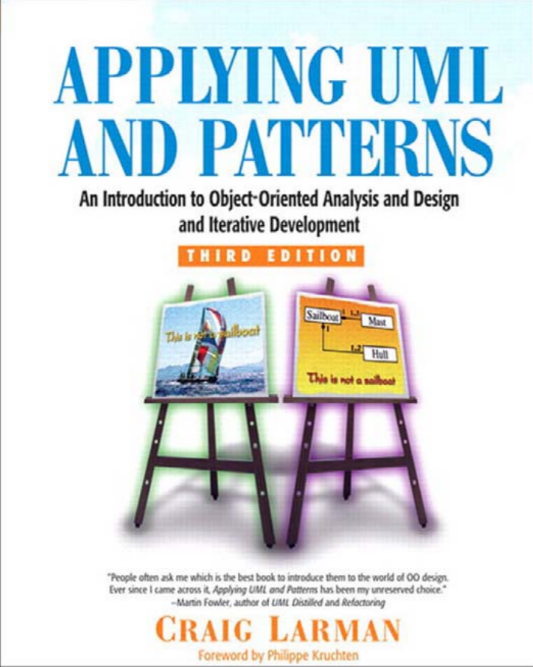 APPLYING UML
AND PATTERNS
An Introduction to Object-Oriented Analysis and Design
and Iterative Development
THIRD EDITION
This is not a sailboat
Sailboat
1
1..3
Mast
1
1..2
Hull
This is not a sailboat
"People often ask me which is the best book to introduce them to the world of OO design.
Ever since I came across it, Applying UML and Patterns has been my unreserved choice."
–Martin Fowler, author of UML Distilled and Refactoring
CRAIG LARMAN
Foreword by Philippe Kruchten